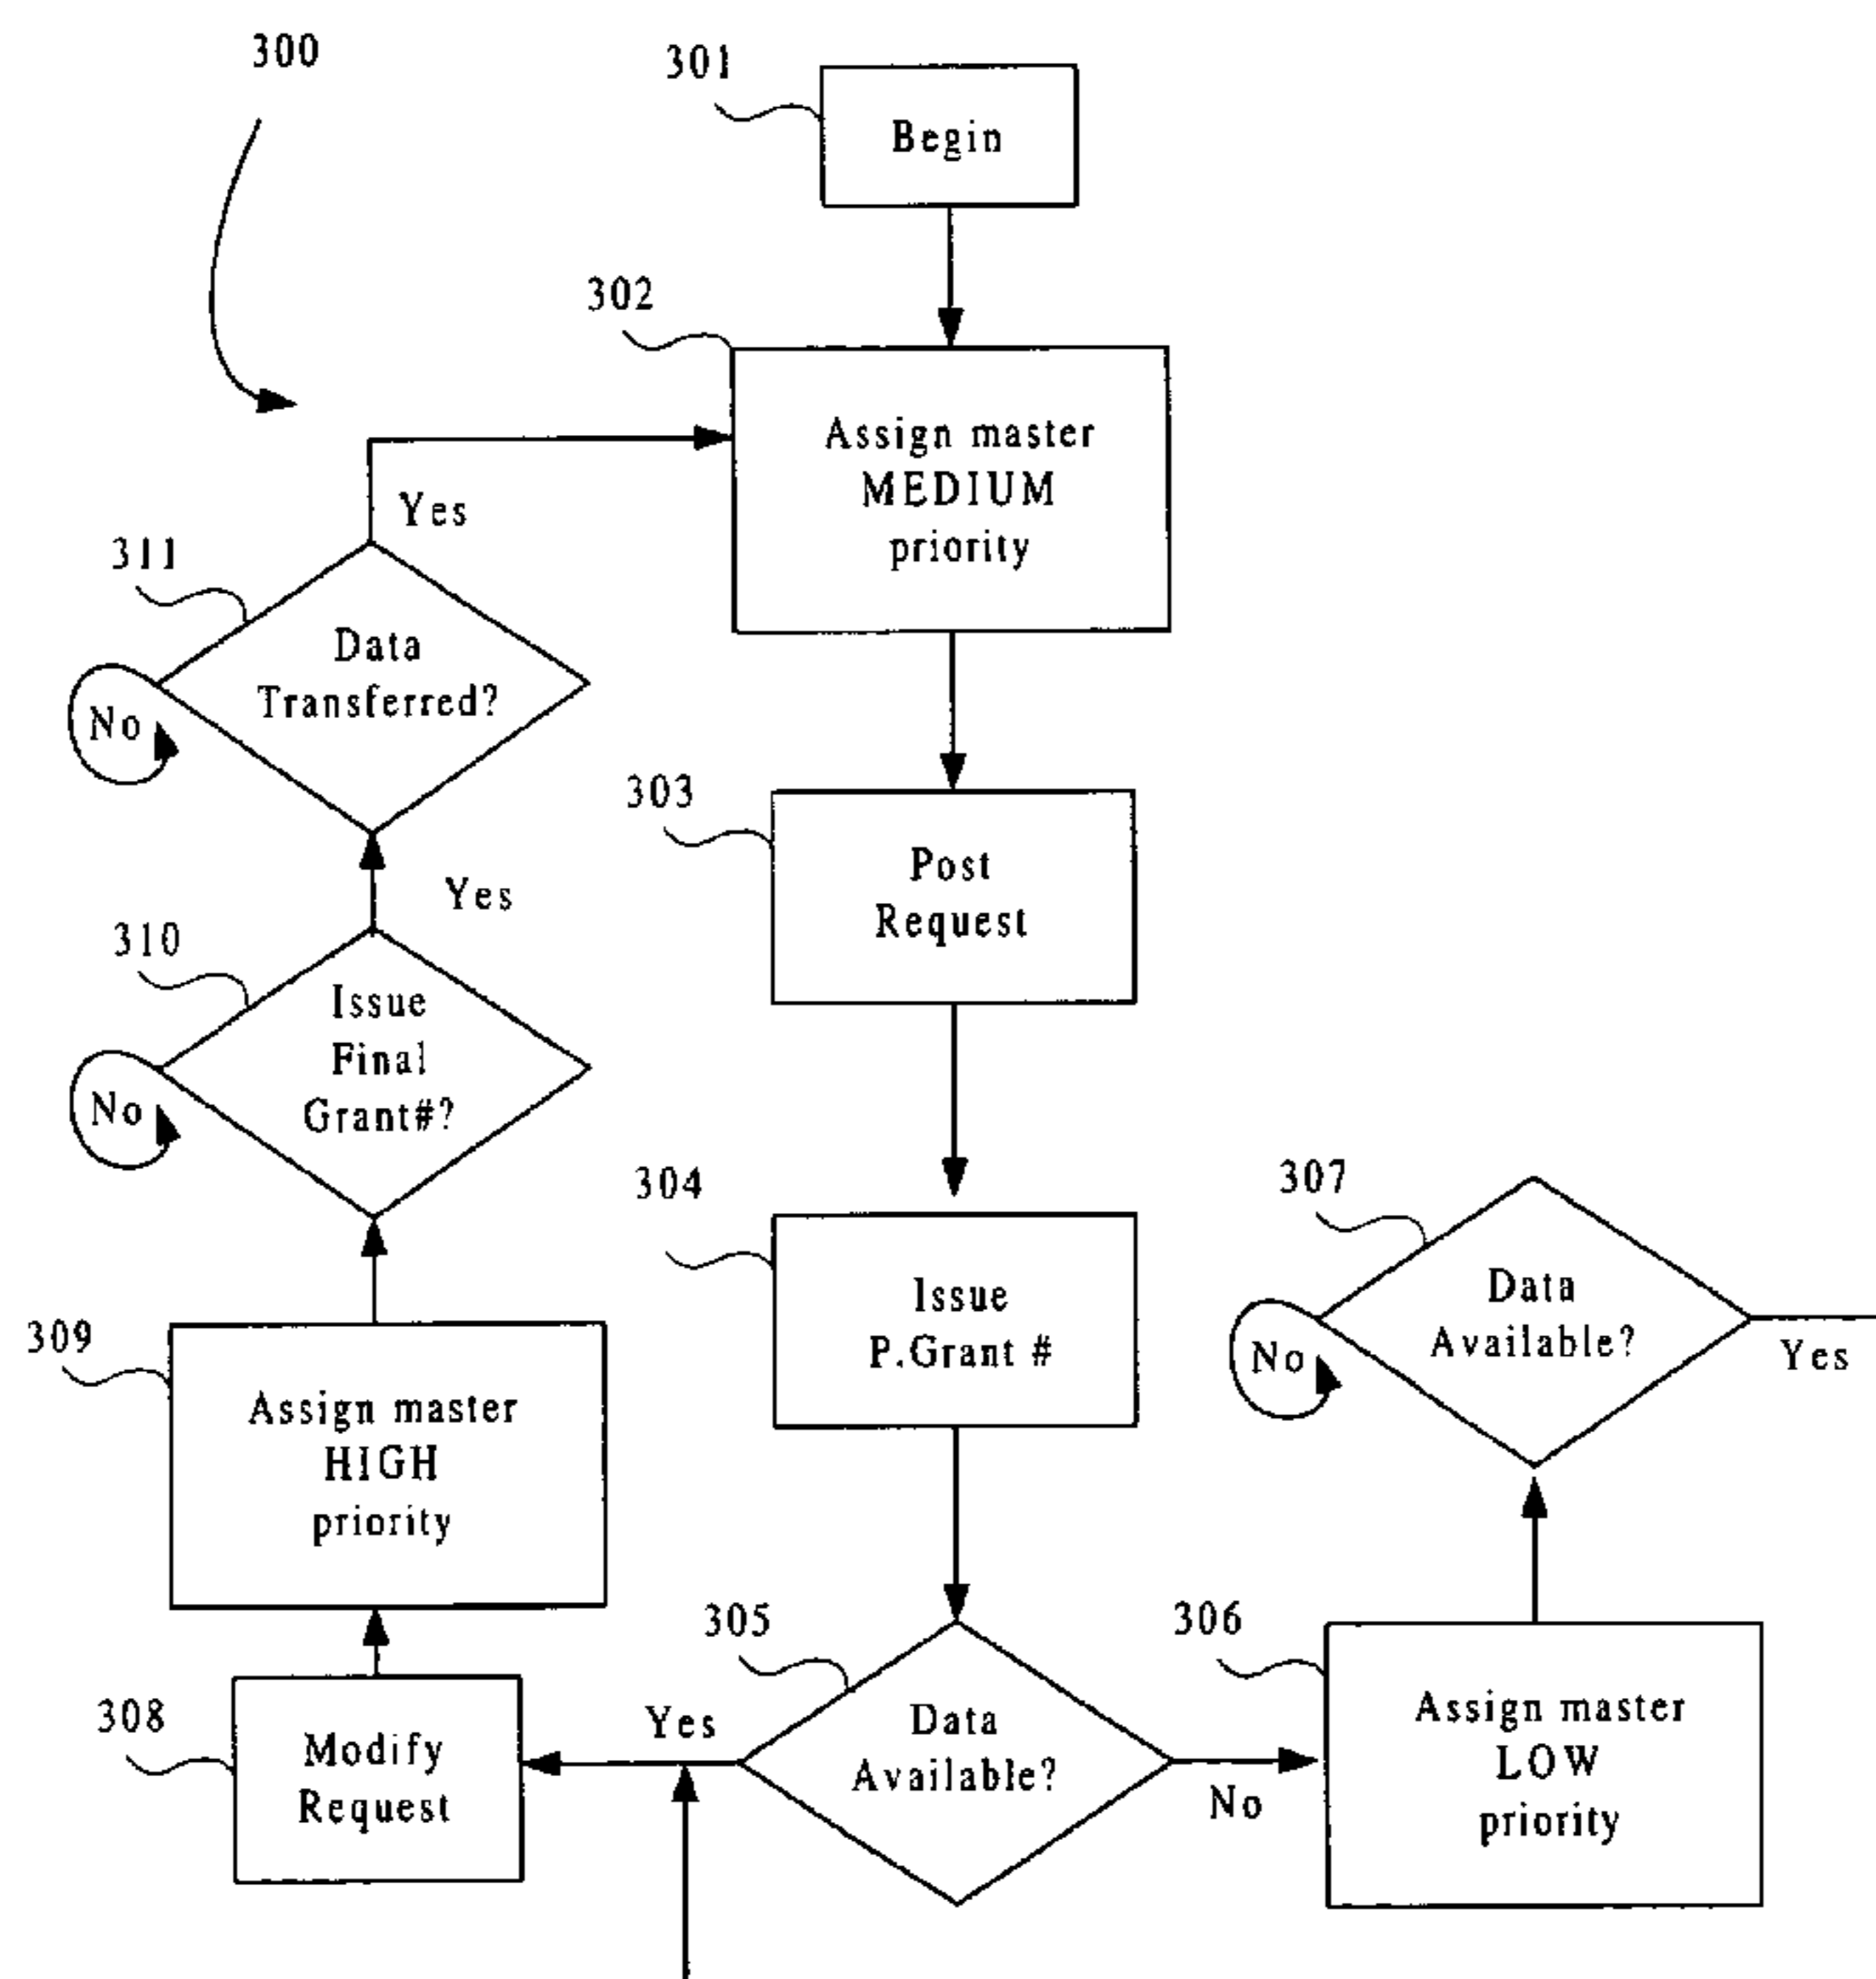 300
301
Begin
302
Assign master
MEDIUM
priority
Yes
311
Data
Transferred?
No
303
Post
Request
Yes
310
Issue
Final
Grant#?
No
304
Issue
P.Grant #
307
Data
Available?
No
Yes
309
Assign master
HIGH
priority
305
Data
Available?
Yes
No
306
Assign master
LOW
priority
308
Modify
Request